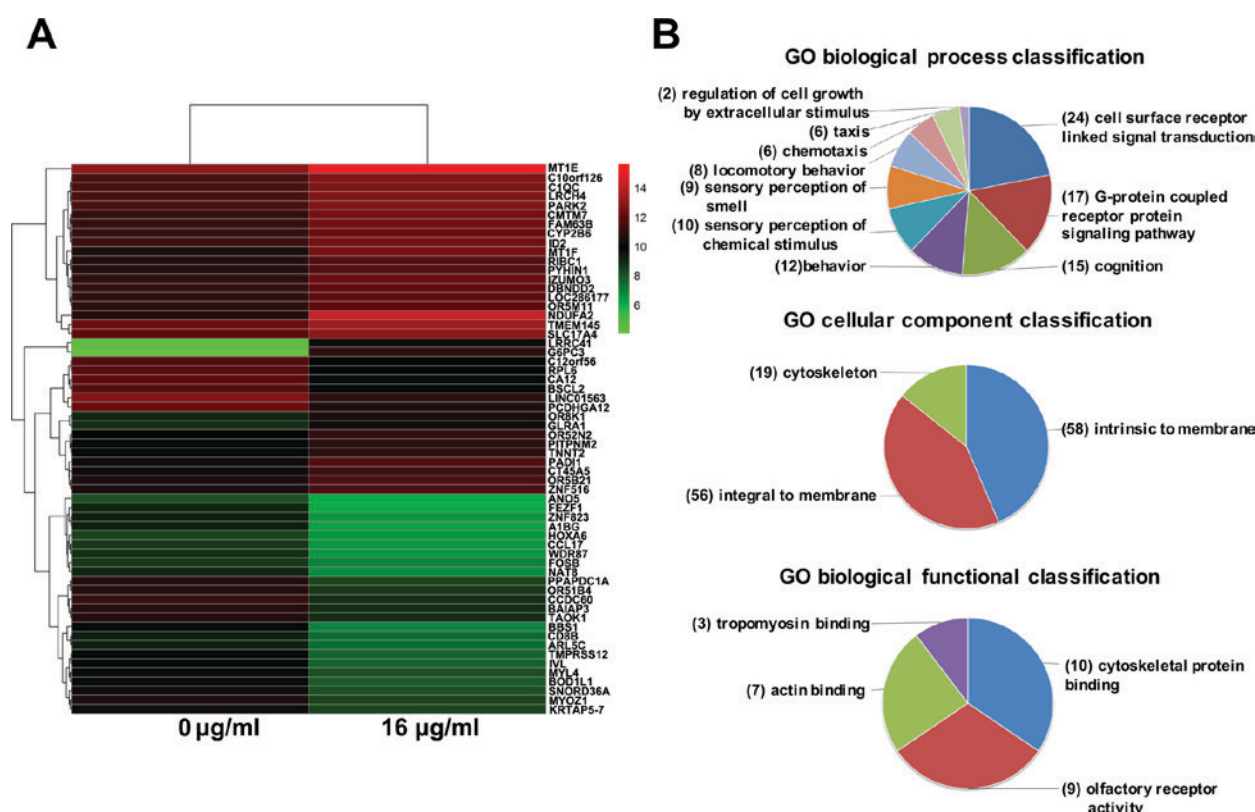 A
MT1E
C10orf126
C1QC
LRCH4
PARK2
CMTM7
FAM63B
CYP2B6
ID2
MT1F
RIBC1
PYHIN1
IZUMO3
DBNDD2
LOC286177
OR5M11
NDUFA2
TMEM145
SLC17A4
LRRC41
G6PC3
C12orf56
RPL6
CA12
BSCL2
LINC01563
PCDHGA12
OR8K1
GLRA1
OR52N2
PITPNM2
TNNT2
PADI1
CT45A5
OR5B21
ZNF516
ANO5
FEZF1
ZNF823
A1BG
HOXA6
CCL17
WDR87
FOSB
NAT8
PPAPDC1A
OR51B4
CCDC60
BAIAP3
TAOK1
BBS1
CD8B
ARL5C
TMPRSS12
IVL
MYL4
BOD1L1
SNORD36A
MYOZ1
KRTAP5-7
14
12
10
8
6
0 µg/ml
16 µg/ml
B
GO biological process classification
(2) regulation of cell growth
by extracellular stimulus
(6) taxis
(6) chemotaxis
(8) locomotory behavior
(9) sensory perception of
smell
(10) sensory perception of
chemical stimulus
(12)behavior
(24) cell surface receptor
linked signal transduction
(17) G-protein coupled
receptor protein
signaling pathway
(15) cognition
GO cellular component classification
(19) cytoskeleton
(58) intrinsic to membrane
(56) integral to membrane
GO biological functional classification
(3) tropomyosin binding
(10) cytoskeletal protein
binding
(7) actin binding
(9) olfactory receptor
activity